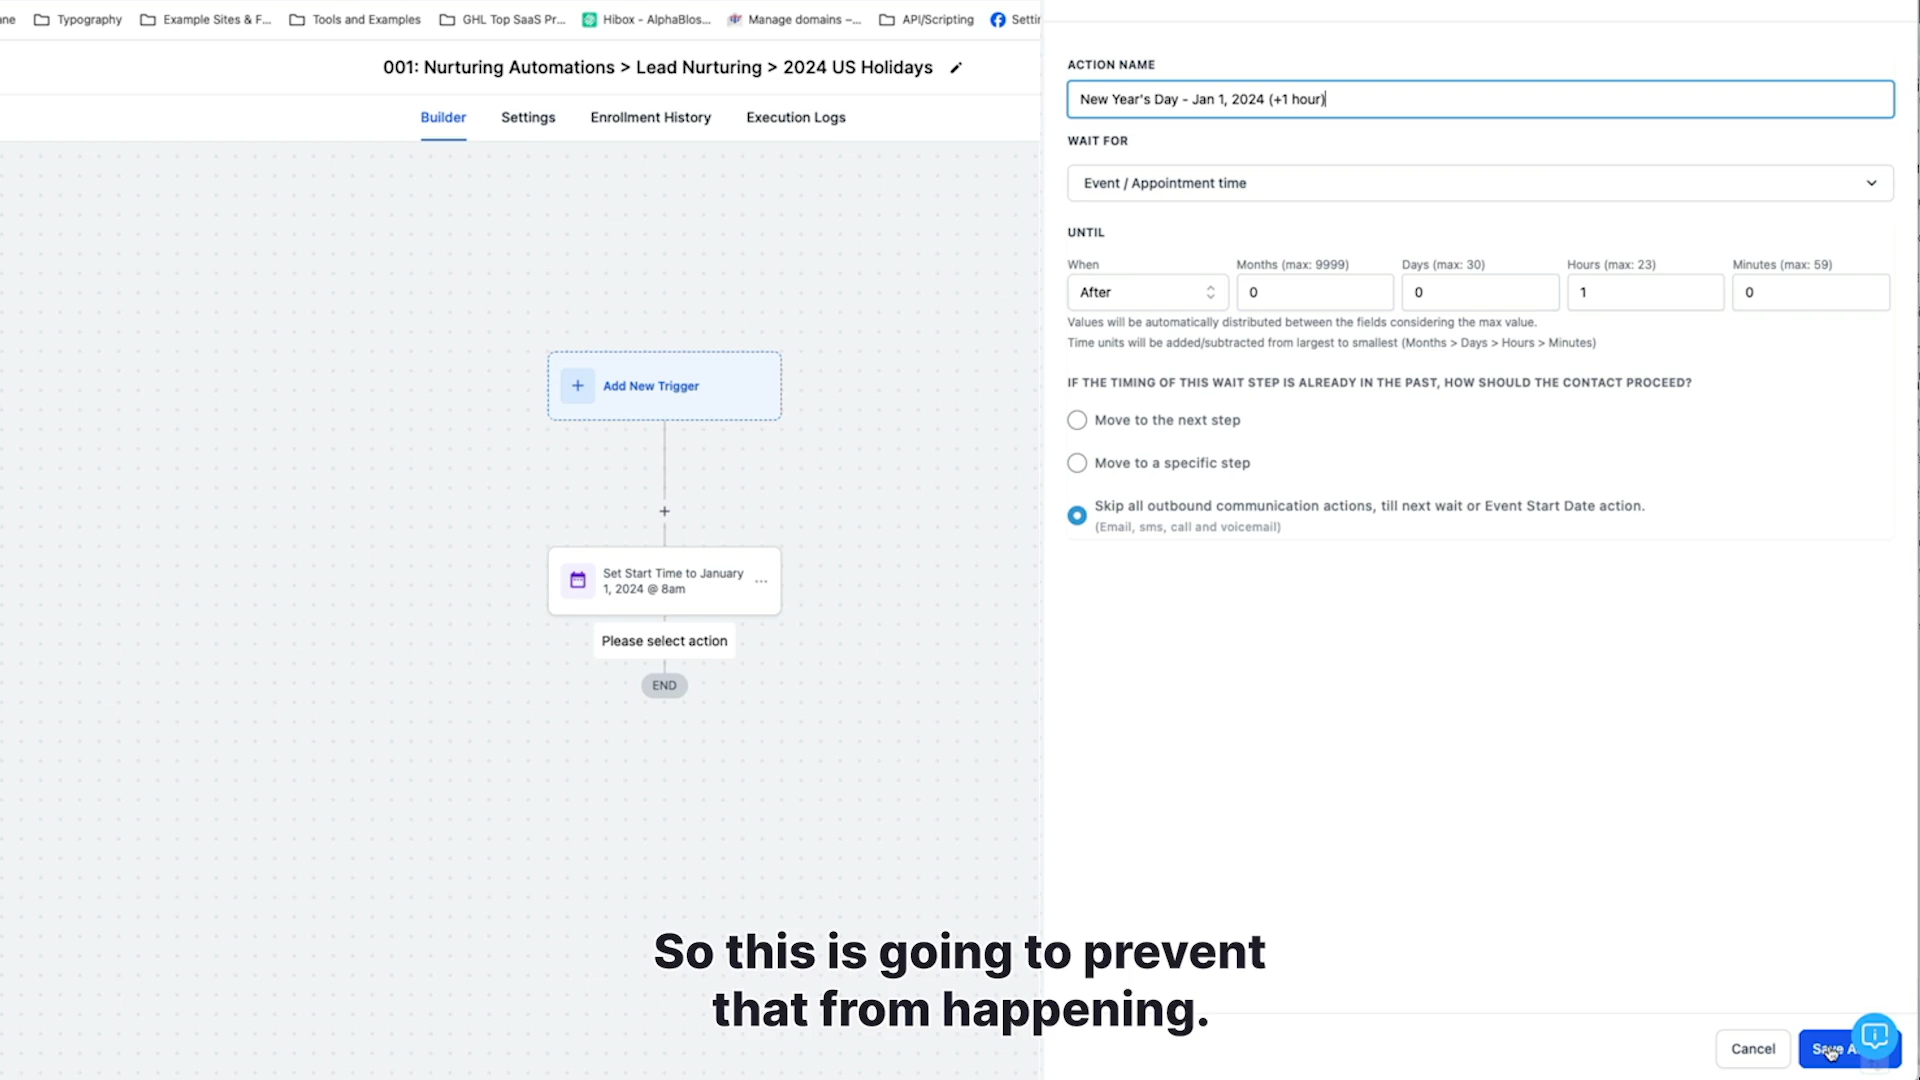 Typography
Example Sites & F...
Tools and Examples
GHL Top SaaS Pr...
Hibox - AlphaBlos...
Manage domains –...
API/Scripting
001: Nurturing Automations > Lead Nurturing > 2024 US Holidays
Builder
Settings
Enrollment History
Execution Logs
Add New Trigger
+
Set Start Time to January
1, 2024 @ 8am
...
Please select action
END
ACTION NAME
New Year's Day - Jan 1, 2024 (+1 hour)
WAIT FOR
Event / Appointment time
UNTIL
When
Months (max: 9999)
Days (max: 30)
Hours (max: 23)
Minutes (max: 59)
After
0
0
1
0
Values will be automatically distributed between the fields considering the max value.
Time units will be added/subtracted from largest to smallest (Months > Days > Hours > Minutes)
IF THE TIMING OF THIS WAIT STEP IS ALREADY IN THE PAST, HOW SHOULD THE CONTACT PROCEED?
Move to the next step
Move to a specific step
Skip all outbound communication actions, till next wait or Event Start Date action.
(Email, sms, call and voicemail)
So this is going to prevent
that from happening.
Cancel
Save A